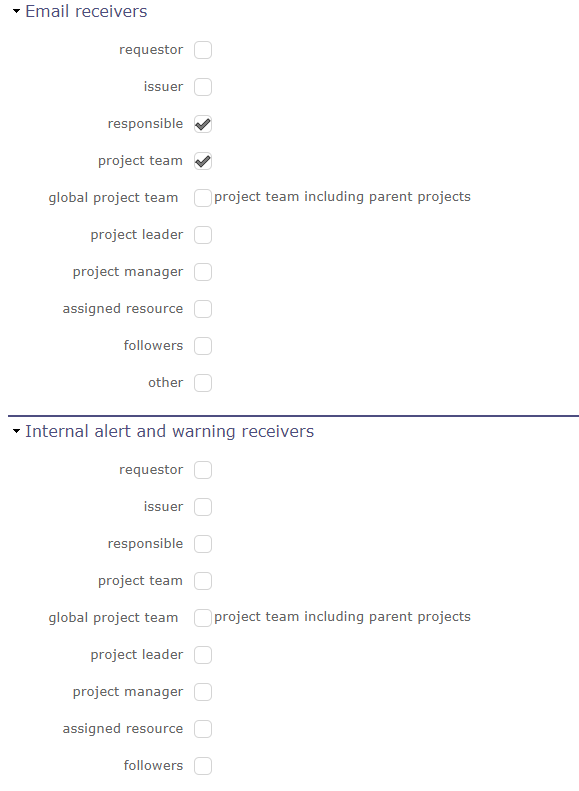 Email receivers
requestor
issuer
responsible
project team
global project team project team including parent projects
project leader
project manager
assigned resource
followers
other
Internal alert and warning receivers
requestor
issuer
responsible
project team
global project team project team including parent projects
project leader
project manager
assigned resource
followers